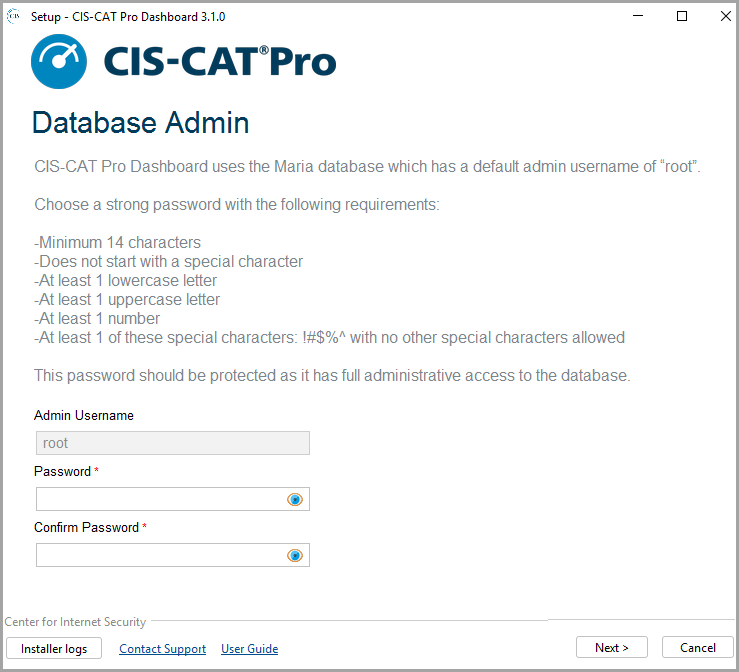 CIS Setup - CIS-CAT Pro Dashboard 3.1.0
CIS-CAT®Pro
Database Admin
CIS-CAT Pro Dashboard uses the Maria database which has a default admin username of “root”.
Choose a strong password with the following requirements:
-Minimum 14 characters
-Does not start with a special character
-At least 1 lowercase letter
-At least 1 uppercase letter
-At least 1 number
-At least 1 of these special characters: !#$%^ with no other special characters allowed
This password should be protected as it has full administrative access to the database.
Admin Username
root
Password *
Confirm Password *
Center for Internet Security
Installer logs Contact Support User Guide Next > Cancel